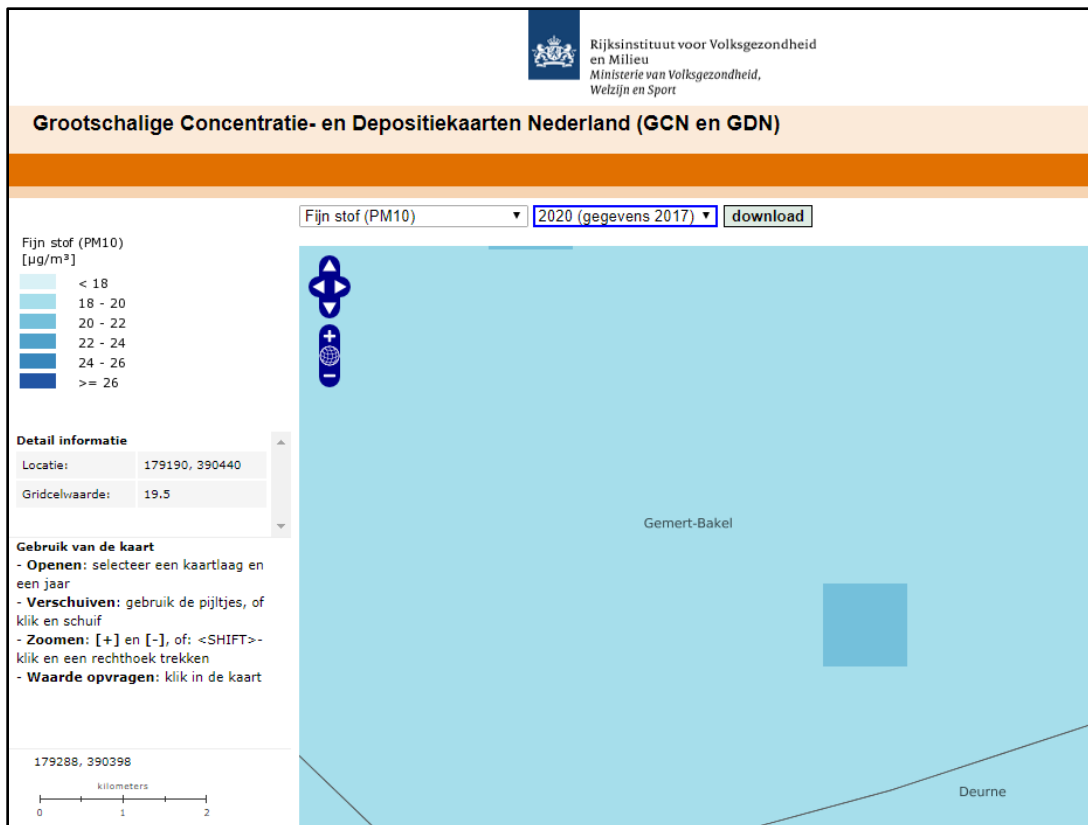 Rijksinstituut voor Volksgezondheid
en Milieu
Ministerie van Volksgezondheid,
Welzijn en Sport
Grootschalige Concentratie- en Depositiekaarten Nederland (GCN en GDN)
Fijn stof (PM10)
2020 (gegevens 2017)
download
Fijn stof (PM10)
[µg/m³]
< 18
18 - 20
20 - 22
22 - 24
24 - 26
>= 26
Detail informatie
Locatie: 179190, 390440
Gridcelwaarde: 19.5
Gebruik van de kaart
- Openen: selecteer een kaartlaag en
een jaar
- Verschuiven: gebruik de pijltjes, of
klik en schuif
- Zoomen: [+] en [-], of: <SHIFT>-
klik en een rechthoek trekken
- Waarde opvragen: klik in de kaart
179288, 390398
kilometers
0 1 2
Gemert-Bakel
Deurne